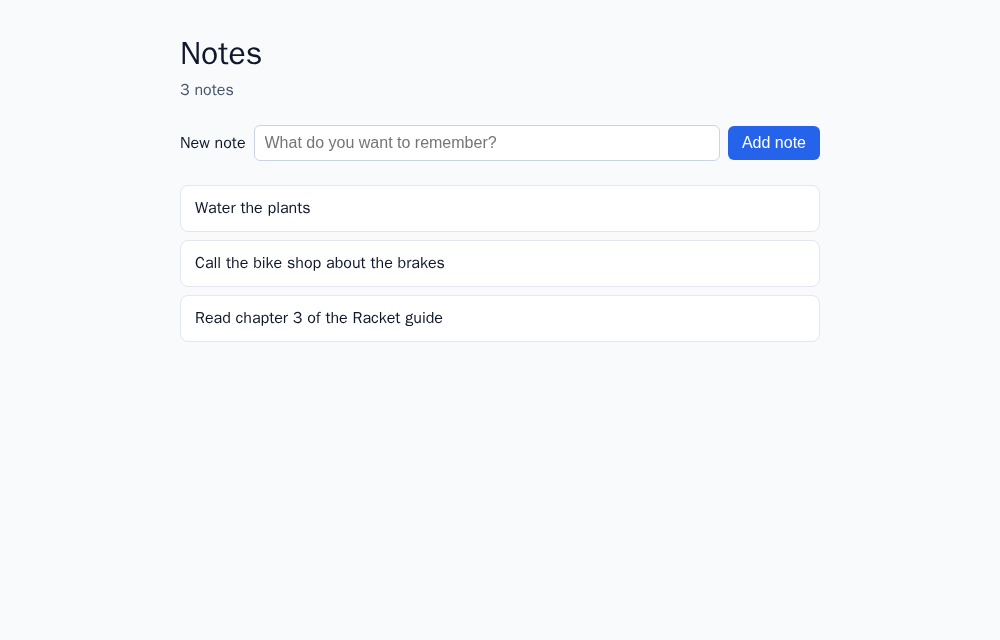 Notes
3 notes
New note What do you want to remember? Add note
Water the plants
Call the bike shop about the brakes
Read chapter 3 of the Racket guide